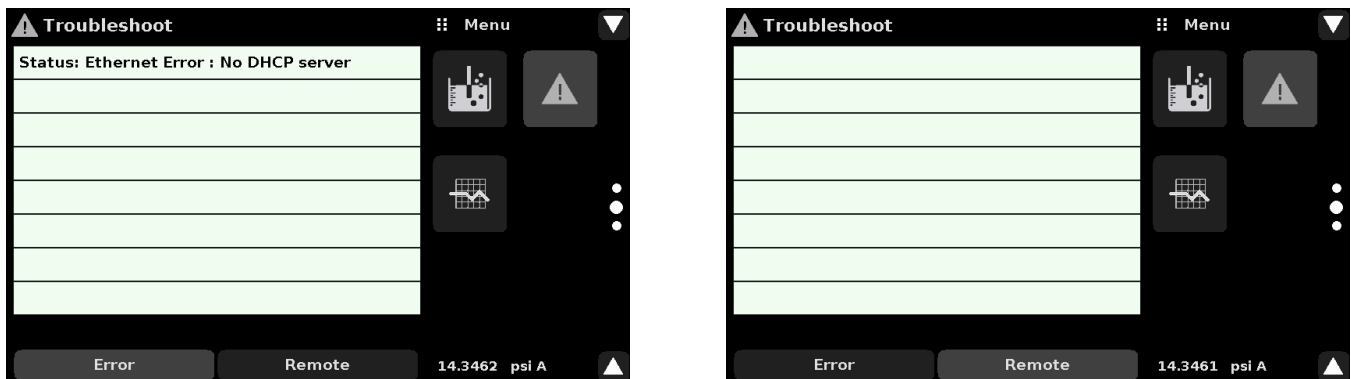 Troubleshoot
Menu
Status: Ethernet Error : No DHCP server
Error
Remote
14.3462 psi A
Troubleshoot
Menu
Error
Remote
14.3461 psi A